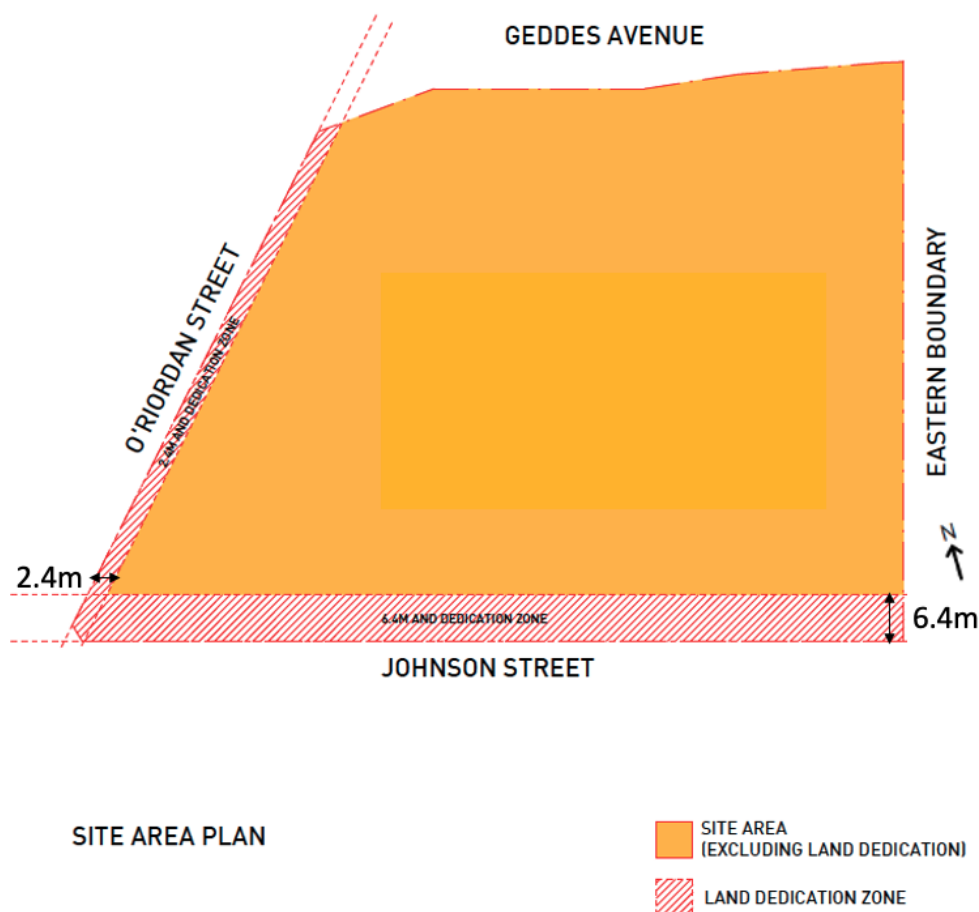 GEDDES AVENUE
O'RIORDAN STREET
2.4M AND DEDICATION ZONE
EASTERN BOUNDARY
N
2.4m
6.4M AND DEDICATION ZONE
6.4m
JOHNSON STREET
SITE AREA PLAN
SITE AREA
(EXCLUDING LAND DEDICATION)
LAND DEDICATION ZONE